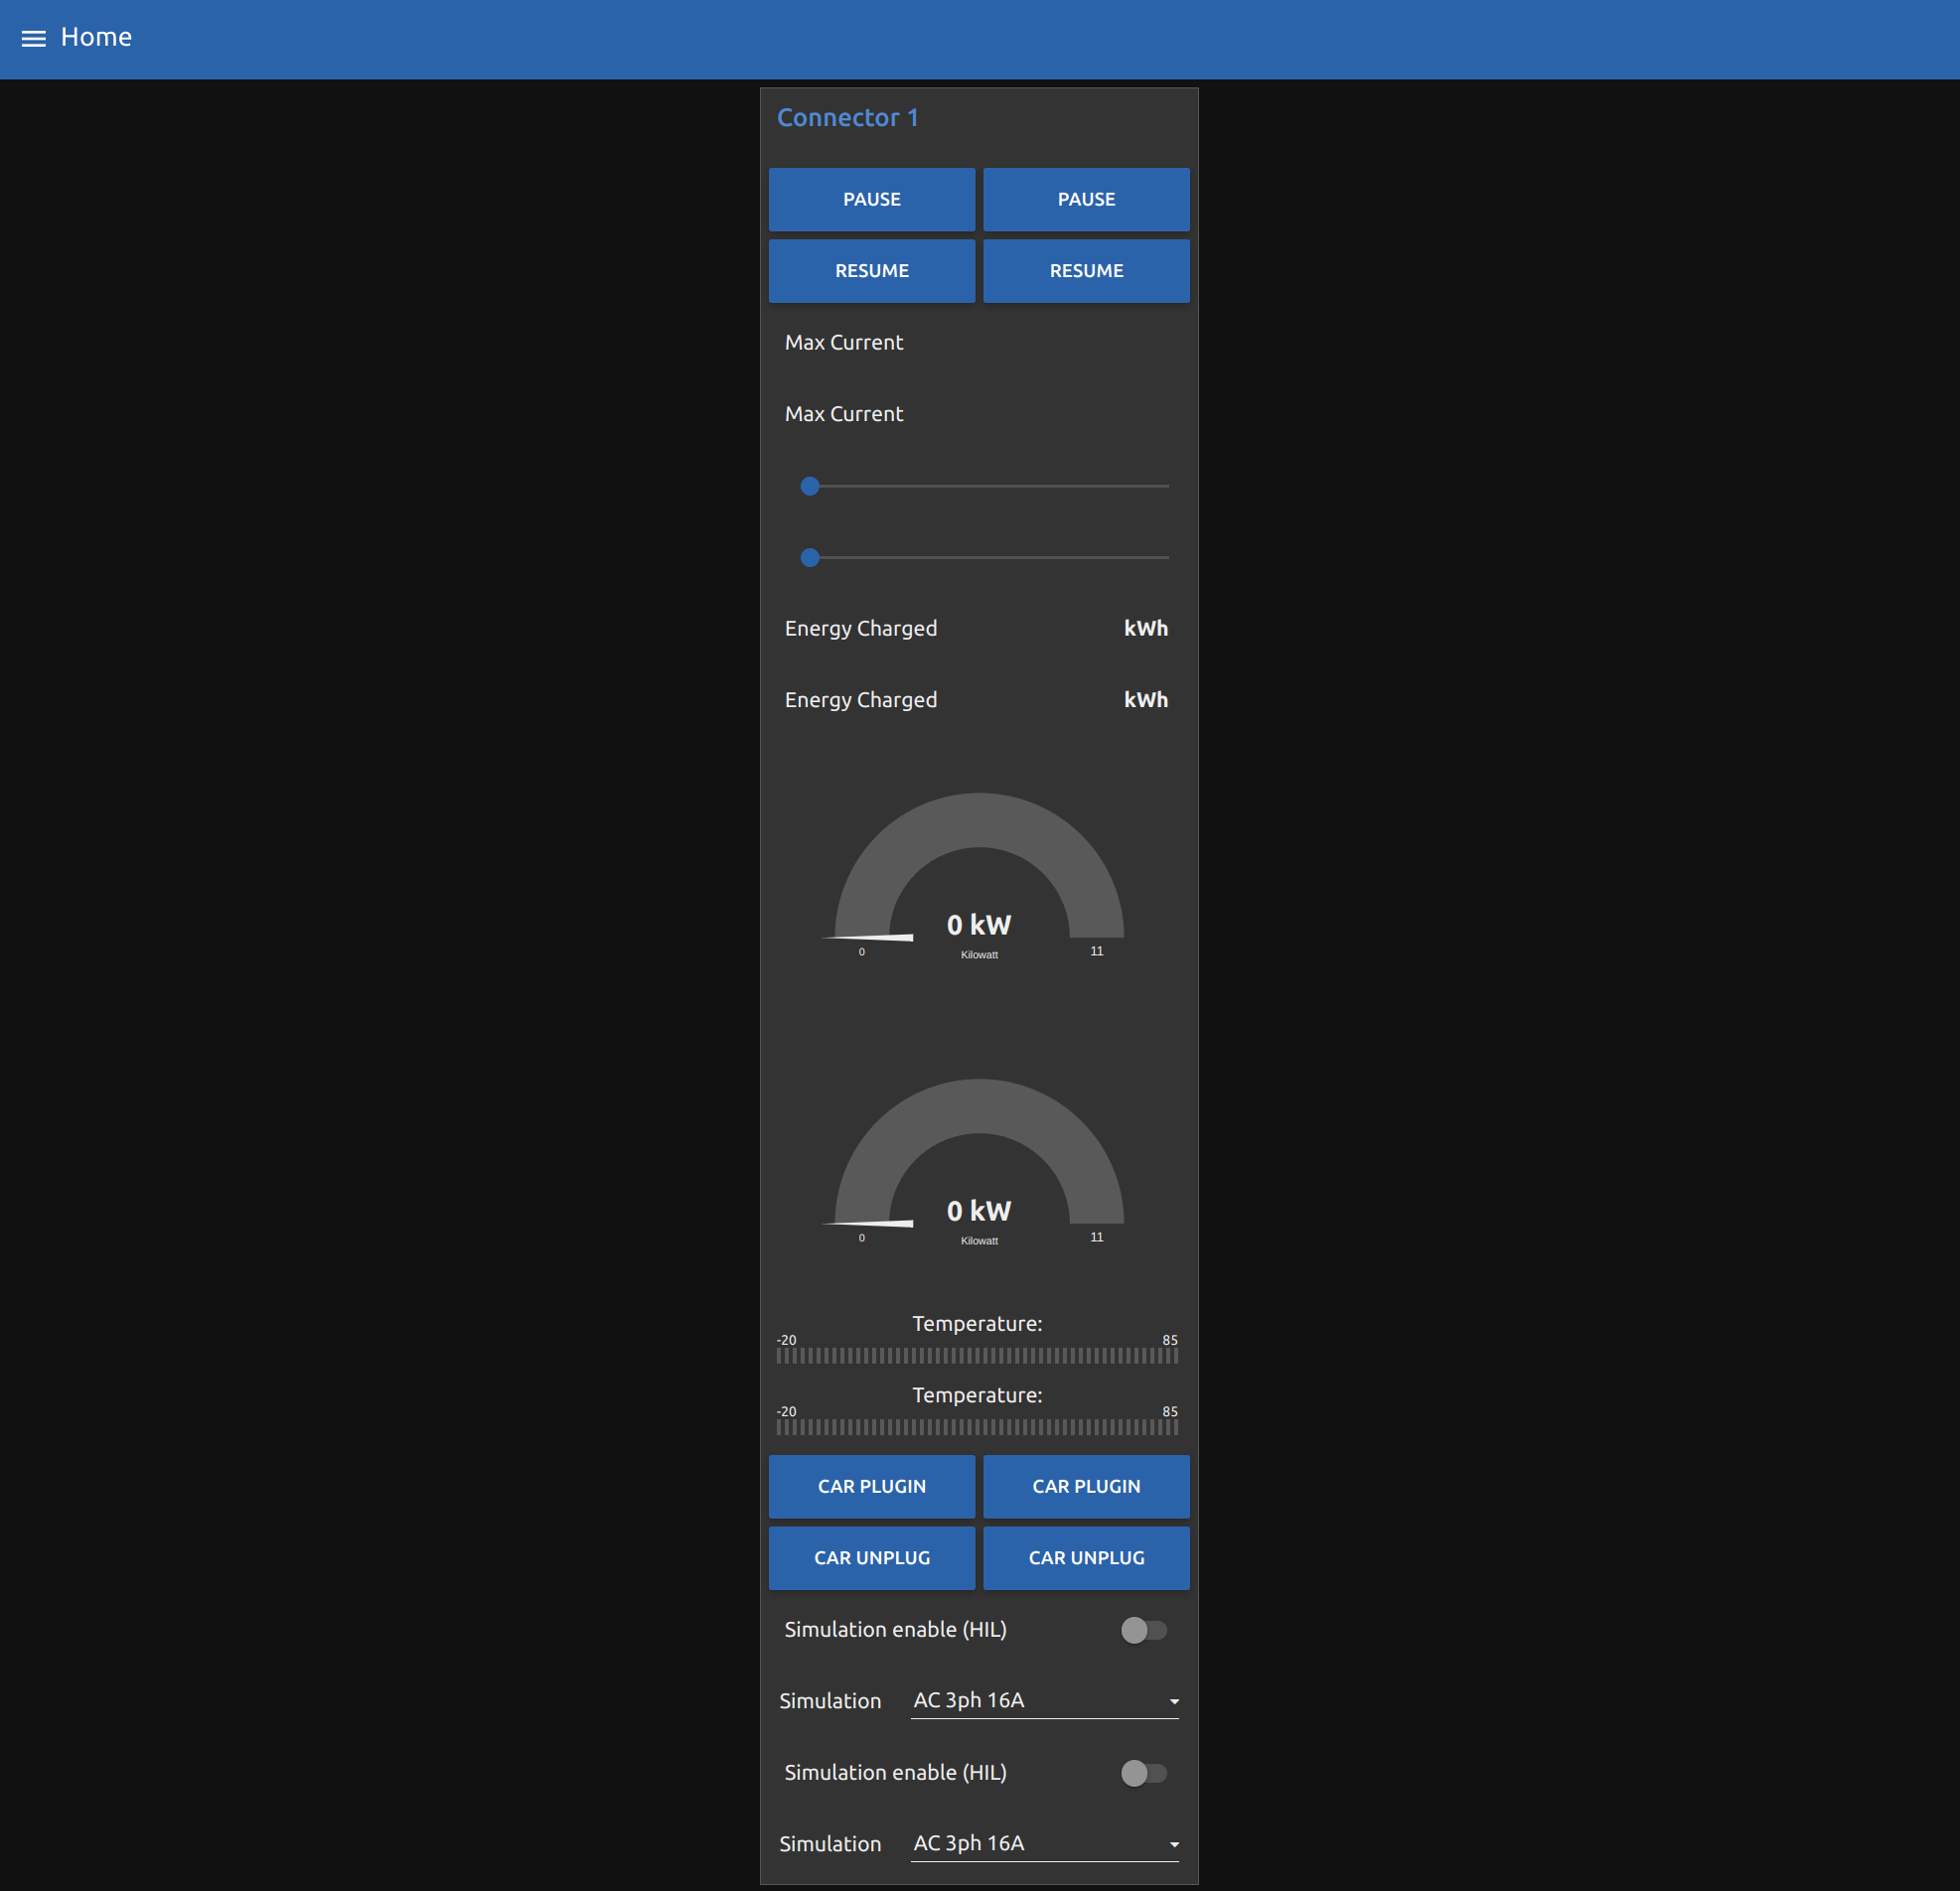 Home
Connector 1
PAUSE PAUSE
RESUME RESUME
Max Current
Max Current
Energy Charged kWh
Energy Charged kWh
0 kW
0 Kilowatt 11
0 kW
0 Kilowatt 11
Temperature:
-20 85
Temperature:
-20 85
CAR PLUGIN CAR PLUGIN
CAR UNPLUG CAR UNPLUG
Simulation enable (HIL)
Simulation AC 3ph 16A
Simulation enable (HIL)
Simulation AC 3ph 16A